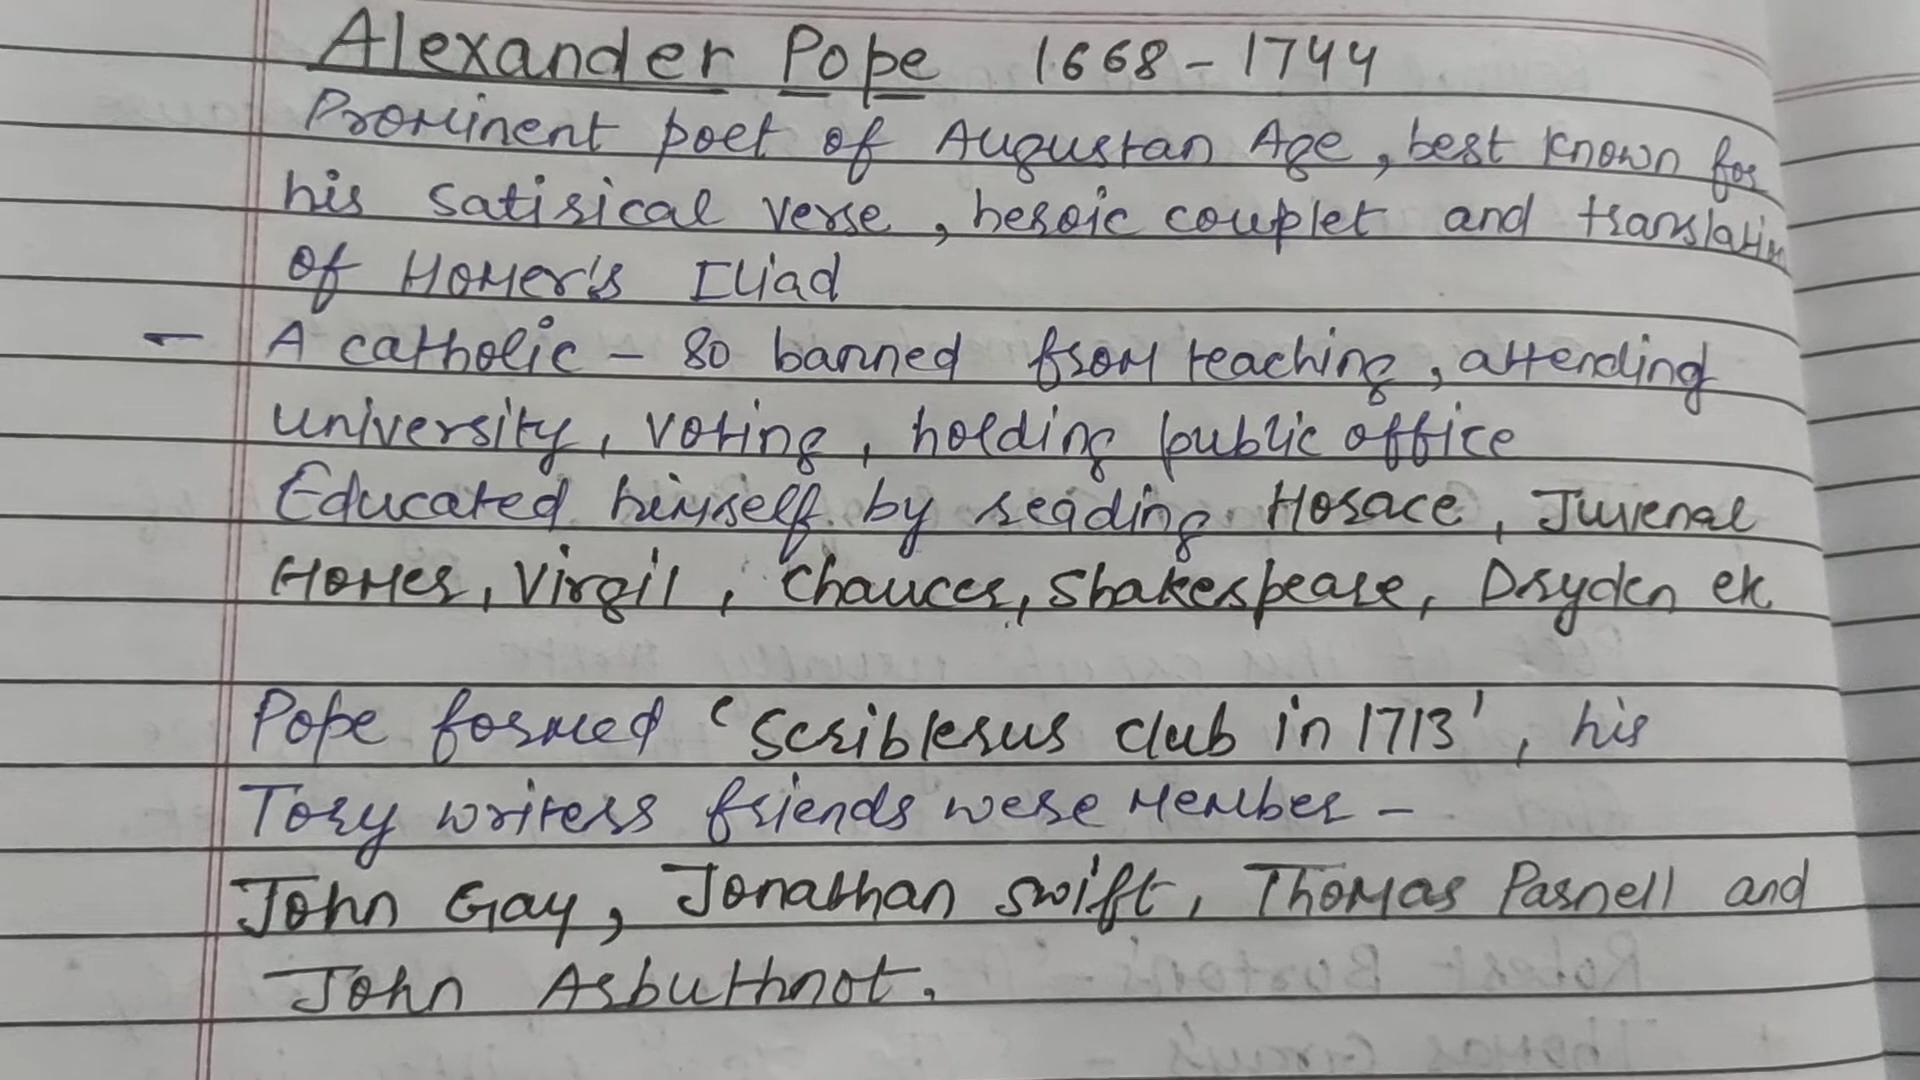 Alexander Pope 1668-1744
Prominent poet of Augustan Age, best known for
his satirical verse, heroic couplet and translation
of Homer's Iliad
- A catholic - so banned from teaching, attending
university, voting, holding public office
Educated himself by reading Horace, Juvenal
Homer, Virgil, Chaucer, Shakespeare, Dryden etc
Pope formed 'Scriblerus club in 1713', his
Tory writers friends were member -
John Gay, Jonathan Swift, Thomas Parnell and
John Arbuthnot.